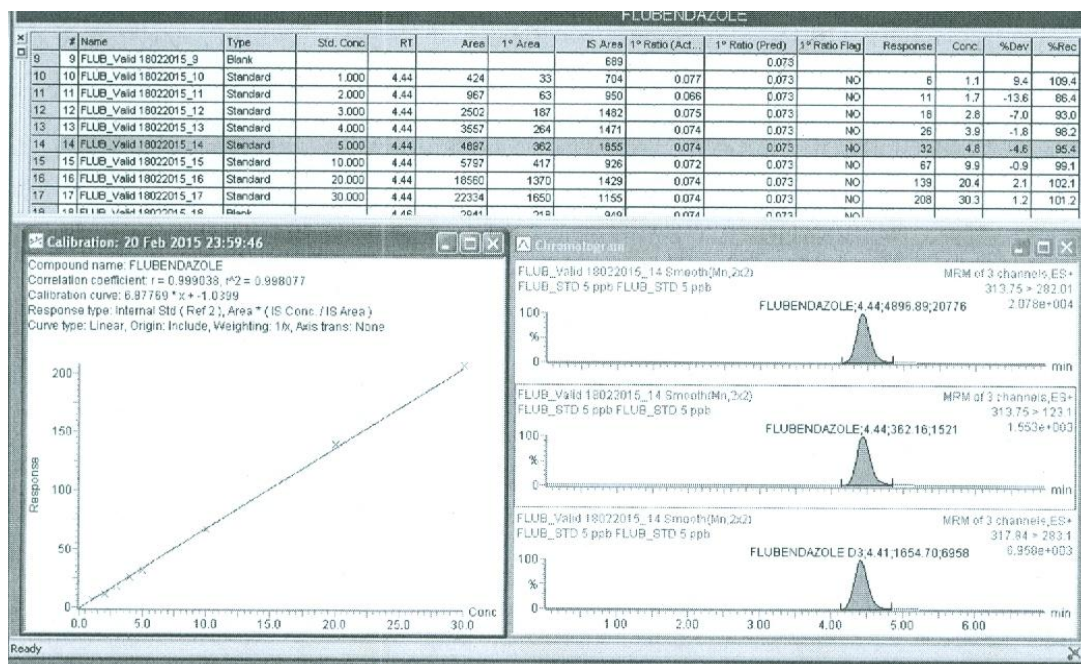 FLUBENDAZOLE
# Name Type Std. Conc RT Area 1° Area IS Area 1° Ratio (Act... 1° Ratio (Pred) 1° Ratio Flag Response Conc. %Dev %Rec
9 9 FLUB_Valid 18022015_9 Blank 689 0.073
10 10 FLUB_Valid 18022015_10 Standard 1.000 4.44 424 33 704 0.077 0.073 NO 6 1.1 9.4 109.4
11 11 FLUB_Valid 18022015_11 Standard 2.000 4.44 967 63 950 0.066 0.073 NO 11 1.7 -13.6 86.4
12 12 FLUB_Valid 18022015_12 Standard 3.000 4.44 2502 187 1482 0.075 0.073 NO 18 2.8 -7.0 93.0
13 13 FLUB_Valid 18022015_13 Standard 4.000 4.44 3557 264 1471 0.074 0.073 NO 26 3.9 -1.8 98.2
14 14 FLUB_Valid 18022015_14 Standard 5.000 4.44 4897 362 1655 0.074 0.073 NO 32 4.8 -4.6 95.4
15 15 FLUB_Valid 18022015_15 Standard 10.000 4.44 5797 417 926 0.072 0.073 NO 67 9.9 -0.9 99.1
16 16 FLUB_Valid 18022015_16 Standard 20.000 4.44 18560 1370 1429 0.074 0.073 NO 139 20.4 2.1 102.1
17 17 FLUB_Valid 18022015_17 Standard 30.000 4.44 22334 1650 1155 0.074 0.073 NO 208 30.3 1.2 101.2
18 18 FLUB_Valid 18022015_18 Blank 4.46 2941 218 949 0.074 0.073 NO
Calibration: 20 Feb 2015 23:59:46
Compound name: FLUBENDAZOLE
Correlation coefficient: r = 0.999038, r^2 = 0.998077
Calibration curve: 6.87769 * x + -1.0399
Response type: Internal Std ( Ref 2 ), Area * ( IS Conc. / IS Area )
Curve type: Linear, Origin: Include, Weighting: 1/x, Axis trans: None
200
150
100
50
0
Response
0.0 5.0 10.0 15.0 20.0 25.0 30.0
Conc
Chromatogram
FLUB_Valid 18022015_14 Smooth(Mn,2x2)
FLUB_STD 5 ppb FLUB_STD 5 ppb
MRM of 3 channels,ES+
313.75 > 282.01
2.078e+004
FLUBENDAZOLE;4.44;4896.89;20776
100
%
0
min
FLUB_Valid 18022015_14 Smooth(Mn,2x2)
FLUB_STD 5 ppb FLUB_STD 5 ppb
MRM of 3 channels,ES+
313.75 > 123.1
1.553e+003
FLUBENDAZOLE;4.44;362.16;1521
100
%
0
min
FLUB_Valid 18022015_14 Smooth(Mn,2x2)
FLUB_STD 5 ppb FLUB_STD 5 ppb
MRM of 3 channels,ES+
317.84 > 283.1
6.958e+003
FLUBENDAZOLE D3;4.41;1654.70;6958
100
%
0
min
1.00 2.00 3.00 4.00 5.00 6.00
Ready